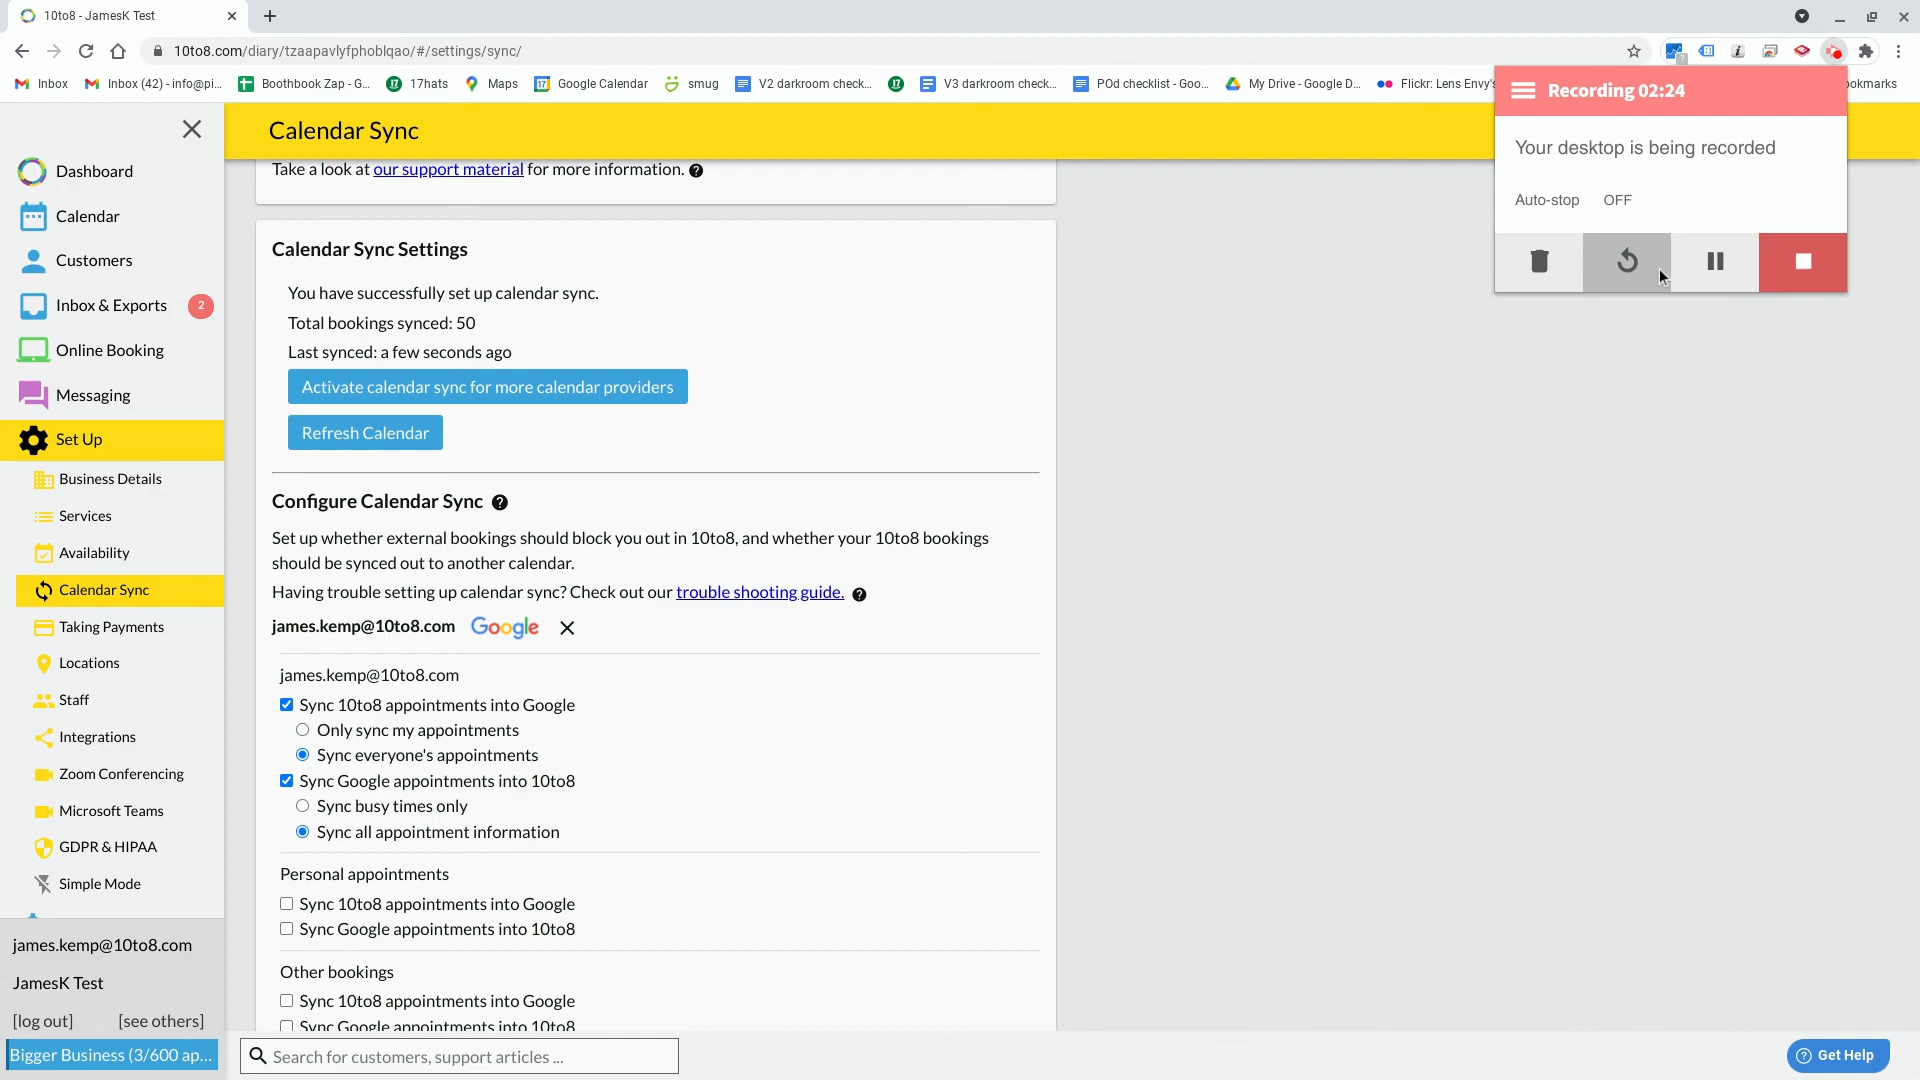 10to8 - JamesK Test
10to8.com/diary/tzaapavlyfphoblqao/#/settings/sync/
Inbox
Inbox (42) - info@pi...
Boothbook Zap - G...
17hats
Maps
Google Calendar
smug
V2 darkroom check...
V3 darkroom check...
POd checklist - Goo...
My Drive - Google D...
Flickr: Lens Envy's
ookmarks
Recording 02:24
Your desktop is being recorded
Auto-stop OFF
Calendar Sync
Dashboard
Calendar
Customers
Inbox & Exports 2
Online Booking
Messaging
Set Up
Business Details
Services
Availability
Calendar Sync
Taking Payments
Locations
Staff
Integrations
Zoom Conferencing
Microsoft Teams
GDPR & HIPAA
Simple Mode
james.kemp@10to8.com
JamesK Test
[log out] [see others]
Bigger Business (3/600 ap...
Take a look at our support material for more information. ?
Calendar Sync Settings
You have successfully set up calendar sync.
Total bookings synced: 50
Last synced: a few seconds ago
Activate calendar sync for more calendar providers
Refresh Calendar
Configure Calendar Sync ?
Set up whether external bookings should block you out in 10to8, and whether your 10to8 bookings
should be synced out to another calendar.
Having trouble setting up calendar sync? Check out our trouble shooting guide. ?
james.kemp@10to8.com Google
james.kemp@10to8.com
Sync 10to8 appointments into Google
Only sync my appointments
Sync everyone's appointments
Sync Google appointments into 10to8
Sync busy times only
Sync all appointment information
Personal appointments
Sync 10to8 appointments into Google
Sync Google appointments into 10to8
Other bookings
Sync 10to8 appointments into Google
Sync Google appointments into 10to8
Search for customers, support articles ...
? Get Help